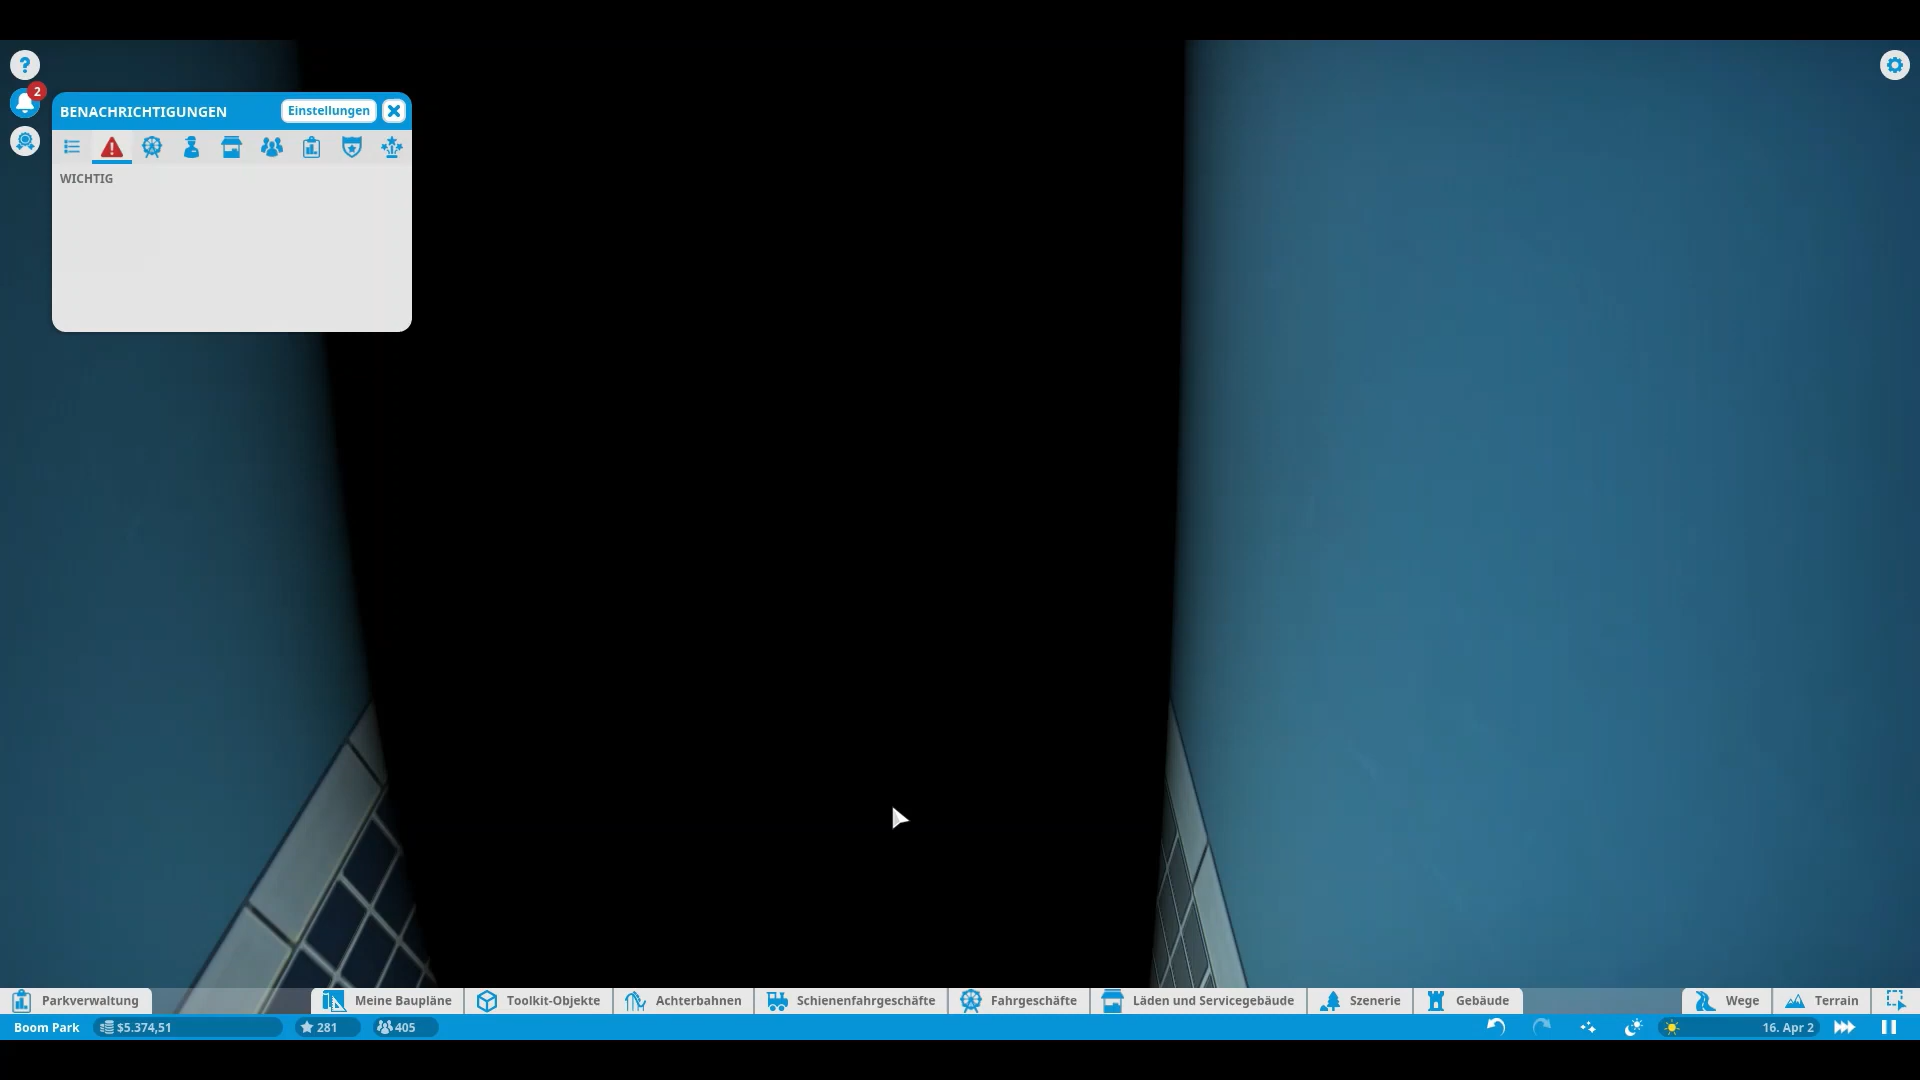 ?
2
BENACHRICHTIGUNGEN
Einstellungen
WICHTIG
Parkverwaltung
Meine Baupläne
Toolkit-Objekte
Achterbahnen
Schienenfahrgeschäfte
Fahrgeschäfte
Läden und Servicegebäude
Szenerie
Gebäude
Wege
Terrain
Boom Park
$5.374,51
281
405
16. Apr 2